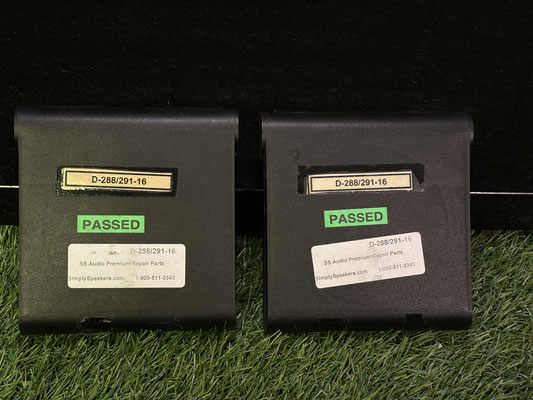 D-288/291-16
PASSED
D-288/291-16
SS Audio Premium Repair Parts
SimplySpeakers.com 1-800-511-3343
D-288/291-16
PASSED
D-288/291-16
SS Audio Premium Repair Parts
SimplySpeakers.com 1-800-511-3343